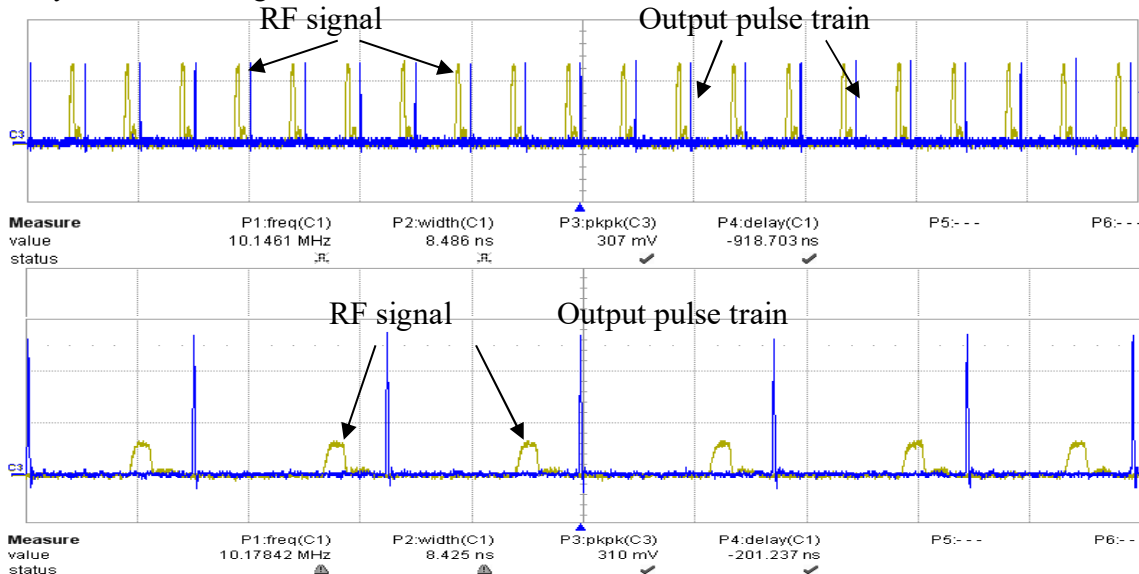 RF signal Output pulse train
C3
Measure P1:freq(C1) P2:width(C1) P3:pkpk(C3) P4:delay(C1) P5:- - - P6:- - -
value 10.1461 MHz 8.486 ns 307 mV -918.703 ns
status
RF signal Output pulse train
C3
Measure P1:freq(C1) P2:width(C1) P3:pkpk(C3) P4:delay(C1) P5:- - - P6:- -
value 10.17842 MHz 8.425 ns 310 mV -201.237 ns
status